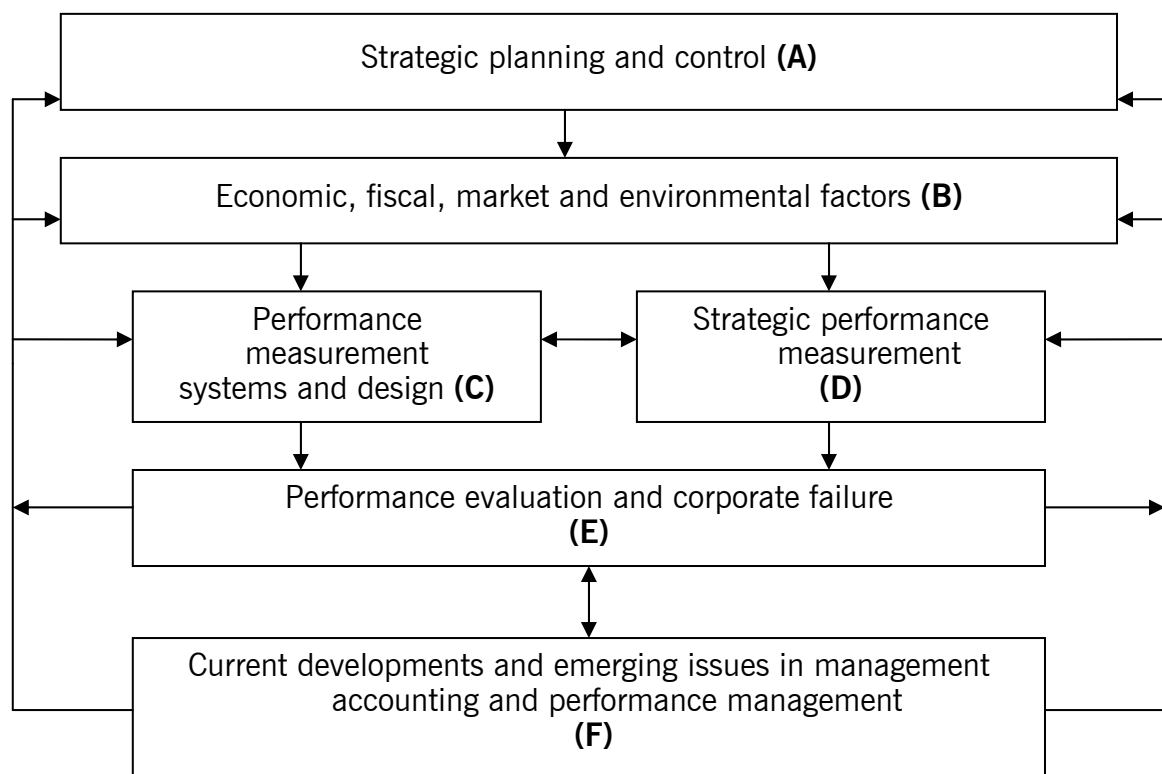 Strategic planning and control (A)
Economic, fiscal, market and environmental factors (B)
Performance
measurement
systems and design (C)
Strategic performance
measurement
(D)
Performance evaluation and corporate failure
(E)
Current developments and emerging issues in management
accounting and performance management
(F)